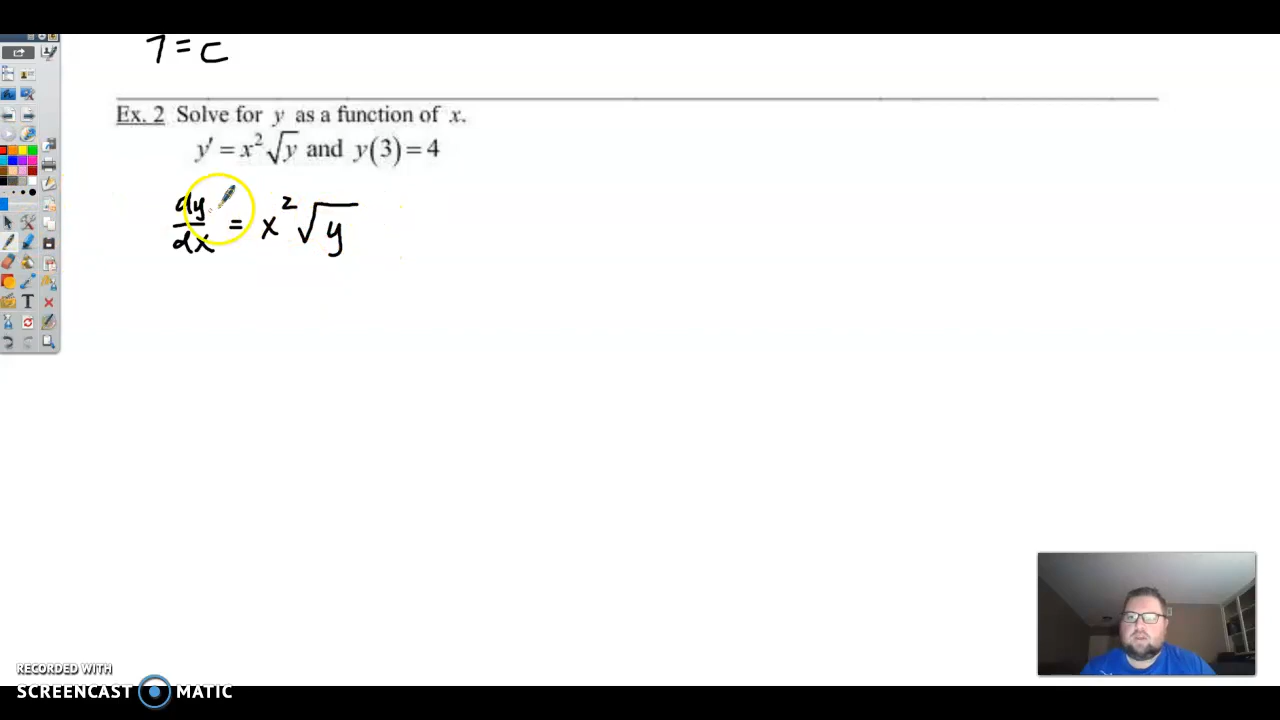 7 = C
Ex. 2 Solve for y as a function of x.
y' = x² √y and y(3) = 4
dy/dx = x² √y
T
RECORDED WITH
SCREENCAST MATIC